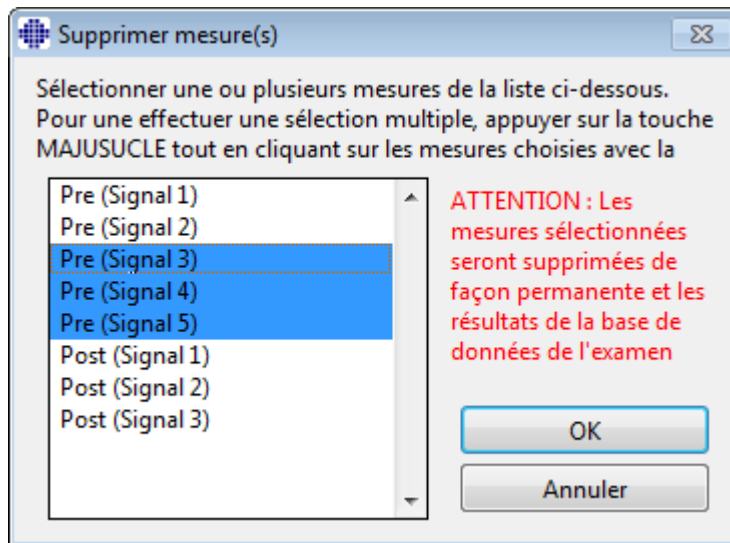 Supprimer mesure(s)
Sélectionner une ou plusieurs mesures de la liste ci-dessous.
Pour une effectuer une sélection multiple, appuyer sur la touche
MAJUSUCLE tout en cliquant sur les mesures choisies avec la
Pre (Signal 1)
Pre (Signal 2)
Pre (Signal 3)
Pre (Signal 4)
Pre (Signal 5)
Post (Signal 1)
Post (Signal 2)
Post (Signal 3)
ATTENTION : Les
mesures sélectionnées
seront supprimées de
façon permanente et les
résultats de la base de
données de l'examen
OK
Annuler